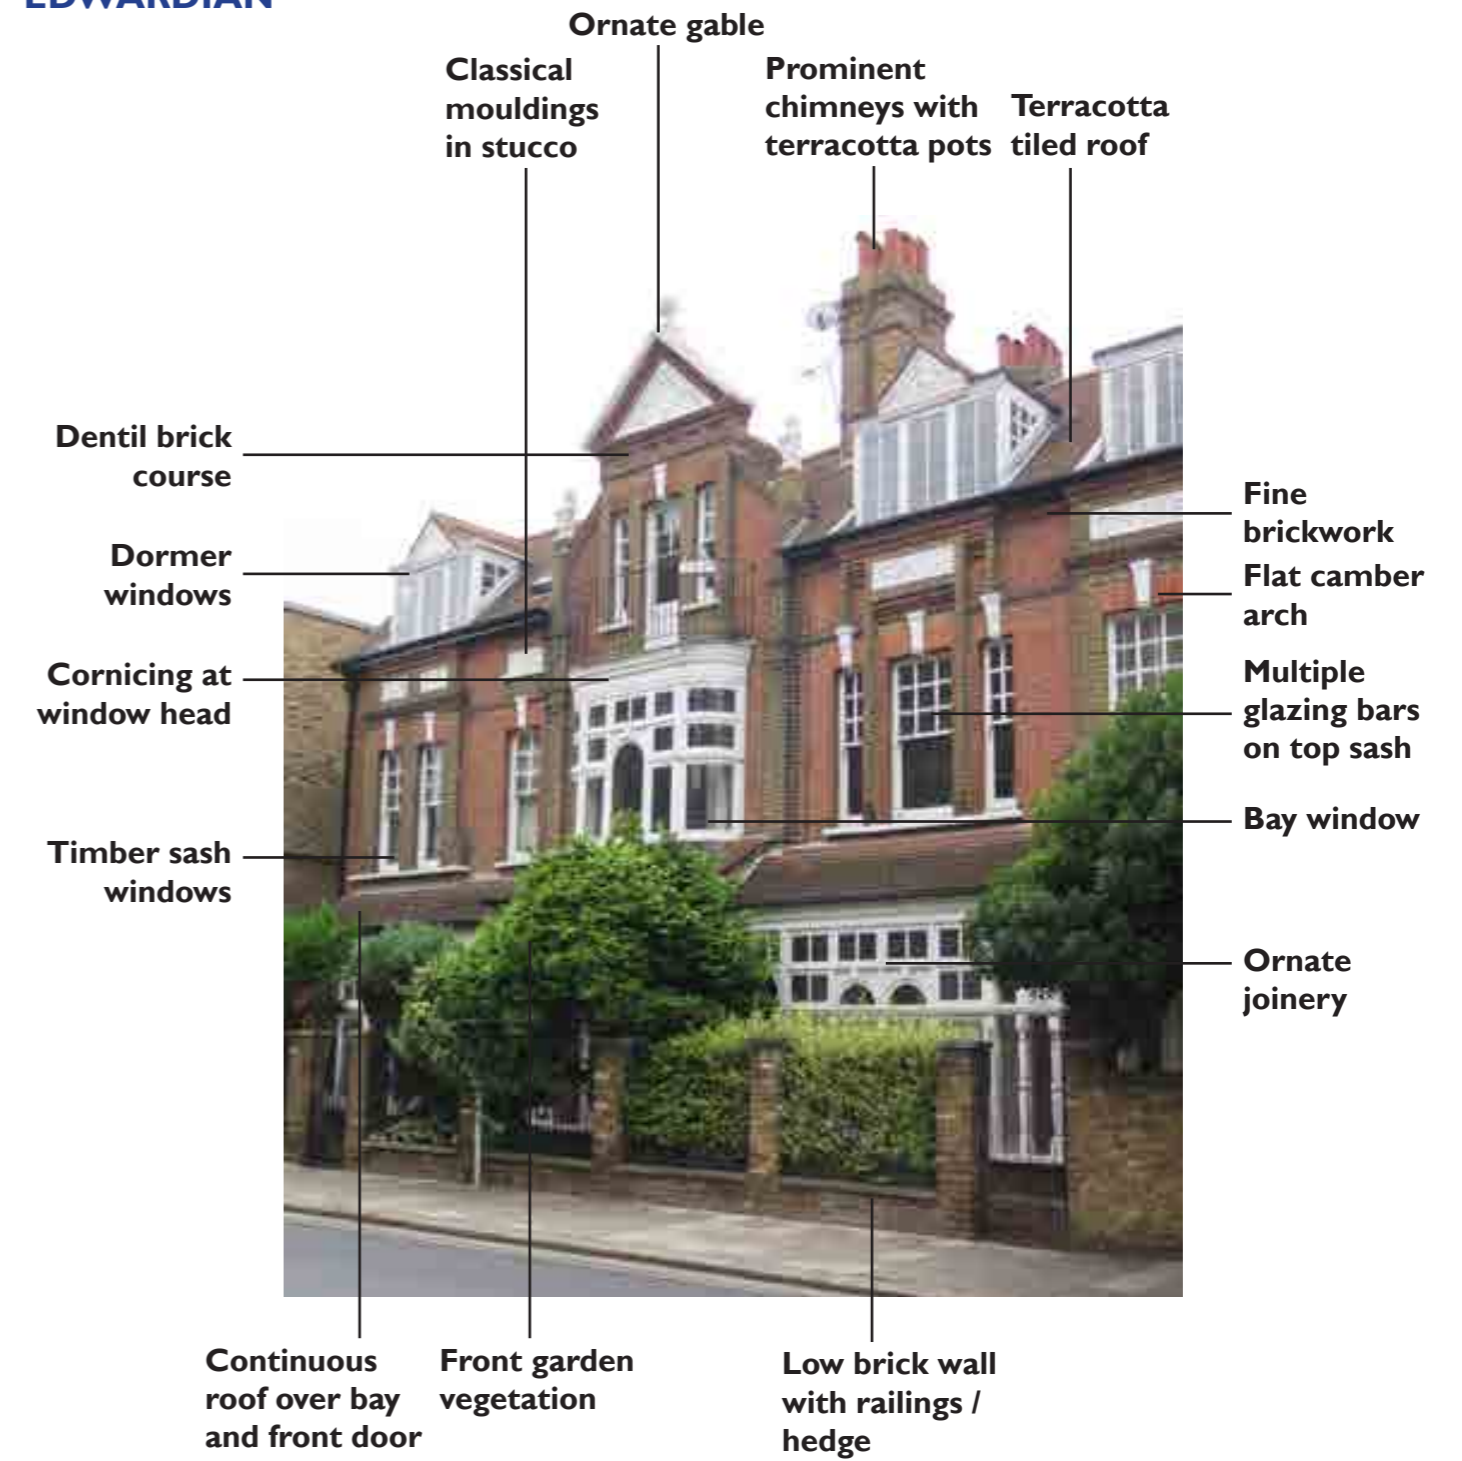 EDWARDIAN
Ornate gable
Classical
mouldings
in stucco
Prominent
chimneys with
terracotta pots
Terracotta
tiled roof
Dentil brick
course
Dormer
windows
Cornicing at
window head
Timber sash
windows
Fine
brickwork
Flat camber
arch
Multiple
glazing bars
on top sash
Bay window
Ornate
joinery
Continuous
roof over bay
and front door
Front garden
vegetation
Low brick wall
with railings /
hedge